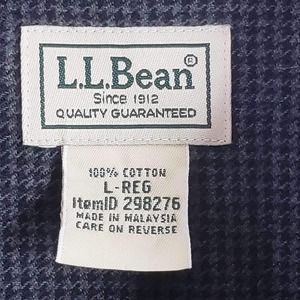 L.L.Bean®
Since 1912
QUALITY GUARANTEED
100% COTTON
L-REG
ItemID 298276
MADE IN MALAYSIA
CARE ON REVERSE